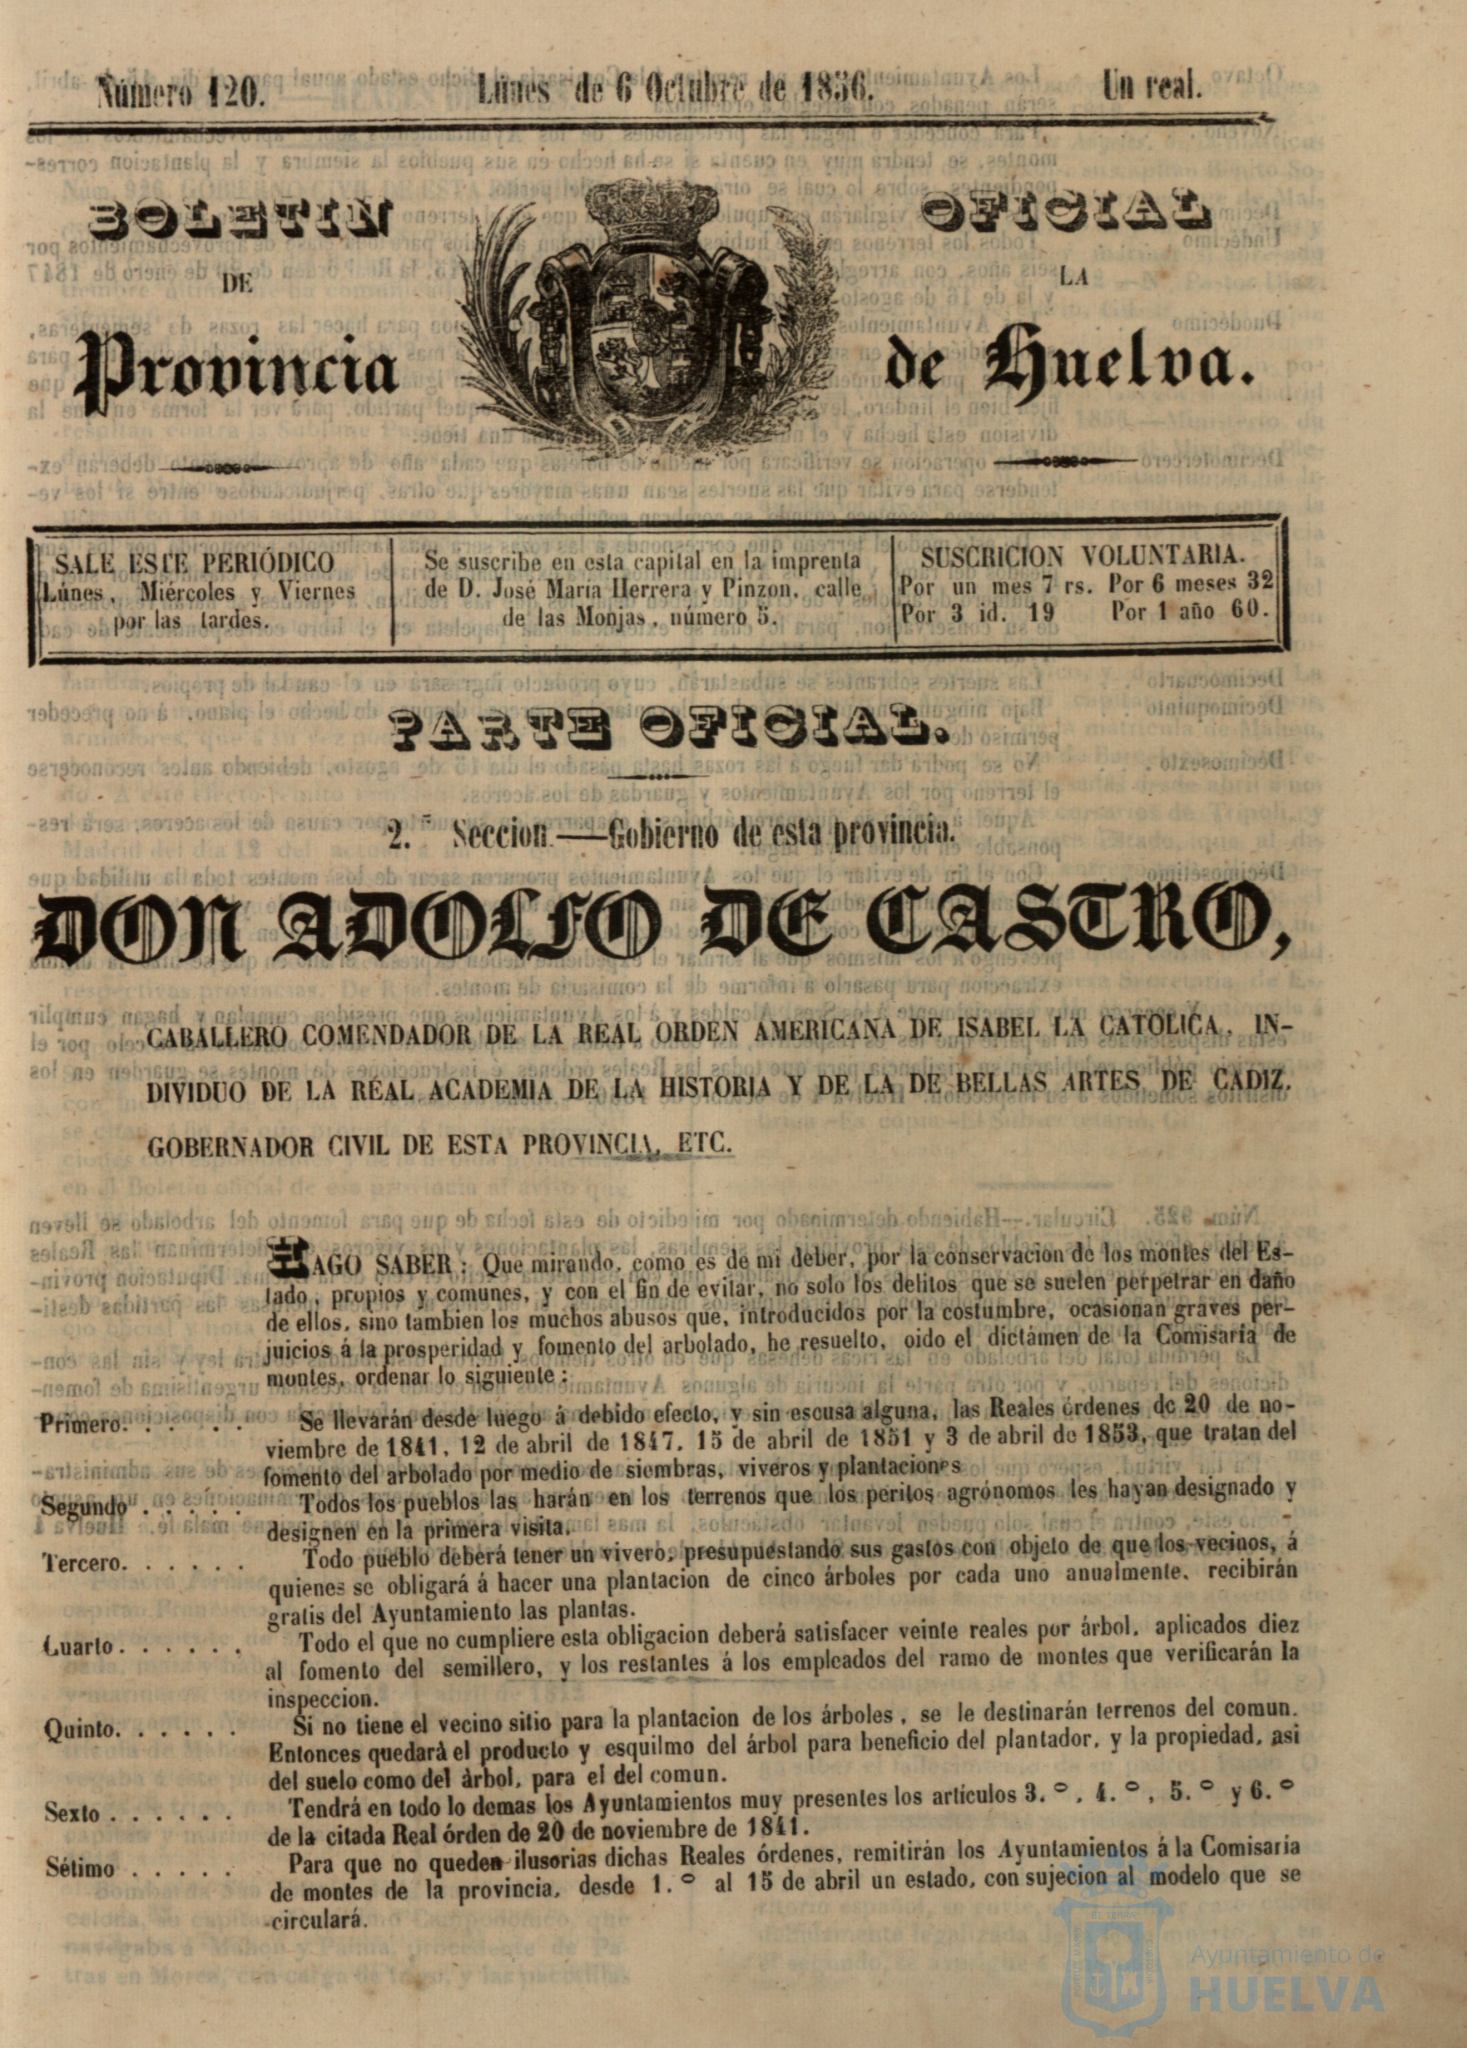 Número 120.
Lúnes de 6 Octubre de 1856.
Un real.
BOLETIN OFICIAL
DE LA
Provincia de Huelva.
SALE ESTE PERIÓDICO
Lúnes, Miércoles y Viernes
por las tardes.
Se suscribe en esta capital en la imprenta
de D. José María Herrera y Pinzon, calle
de las Monjas, número 5.
SUSCRICION VOLUNTARIA.
Por un mes 7 rs. Por 6 meses 32
Por 3 id. 19 Por 1 año 60.
PARTE OFICIAL.
2.ª Seccion.—Gobierno de esta provincia.
DON ADOLFO DE CASTRO,
CABALLERO COMENDADOR DE LA REAL ORDEN AMERICANA DE ISABEL LA CATÓLICA, IN-
DIVIDUO DE LA REAL ACADEMIA DE LA HISTORIA Y DE LA DE BELLAS ARTES DE CADIZ,
GOBERNADOR CIVIL DE ESTA PROVINCIA, ETC.
HAGO SABER: Que mirando, como es de mi deber, por la conservacion de los montes del Es-
tado, propios y comunes, y con el fin de evitar, no solo los delitos que se suelen perpetrar en daño
de ellos, sino tambien los muchos abusos que, introducidos por la costumbre, ocasionan graves per-
juicios á la prosperidad y fomento del arbolado, he resuelto, oido el dictámen de la Comisaría de
montes, ordenar lo siguiente:
Primero. . . . . . Se llevarán desde luego á debido efecto, y sin escusa alguna, las Reales órdenes de 20 de no-
viembre de 1841, 12 de abril de 1847, 15 de abril de 1851 y 3 de abril de 1853, que tratan del
fomento del arbolado por medio de siembras, viveros y plantaciones
Segundo . . . . . Todos los pueblos las harán en los terrenos que los peritos agrónomos les hayan designado y
designen en la primera visita.
Tercero. . . . . . Todo pueblo deberá tener un vivero, presupuestando sus gastos con objeto de que los vecinos, á
quienes se obligará á hacer una plantacion de cinco árboles por cada uno anualmente, recibirán
gratis del Ayuntamiento las plantas.
Cuarto . . . . . . Todo el que no cumpliere esta obligacion deberá satisfacer veinte reales por árbol, aplicados diez
al fomento del semillero, y los restantes á los empleados del ramo de montes que verificarán la
inspeccion.
Quinto. . . . . . Si no tiene el vecino sitio para la plantacion de los árboles, se le destinarán terrenos del comun.
Entonces quedará el producto y esquilmo del árbol para beneficio del plantador, y la propiedad, asi
del suelo como del árbol, para el del comun.
Sexto . . . . . . Tendrá en todo lo demas los Ayuntamientos muy presentes los artículos 3.º, 4.º, 5.º y 6.º
de la citada Real órden de 20 de noviembre de 1841.
Sétimo . . . . . Para que no queden ilusorias dichas Reales órdenes, remitirán los Ayuntamientos á la Comisaría
de montes de la provincia, desde 1.º al 15 de abril un estado, con sujecion al modelo que se
circulará.
Ayuntamiento de
HUELVA